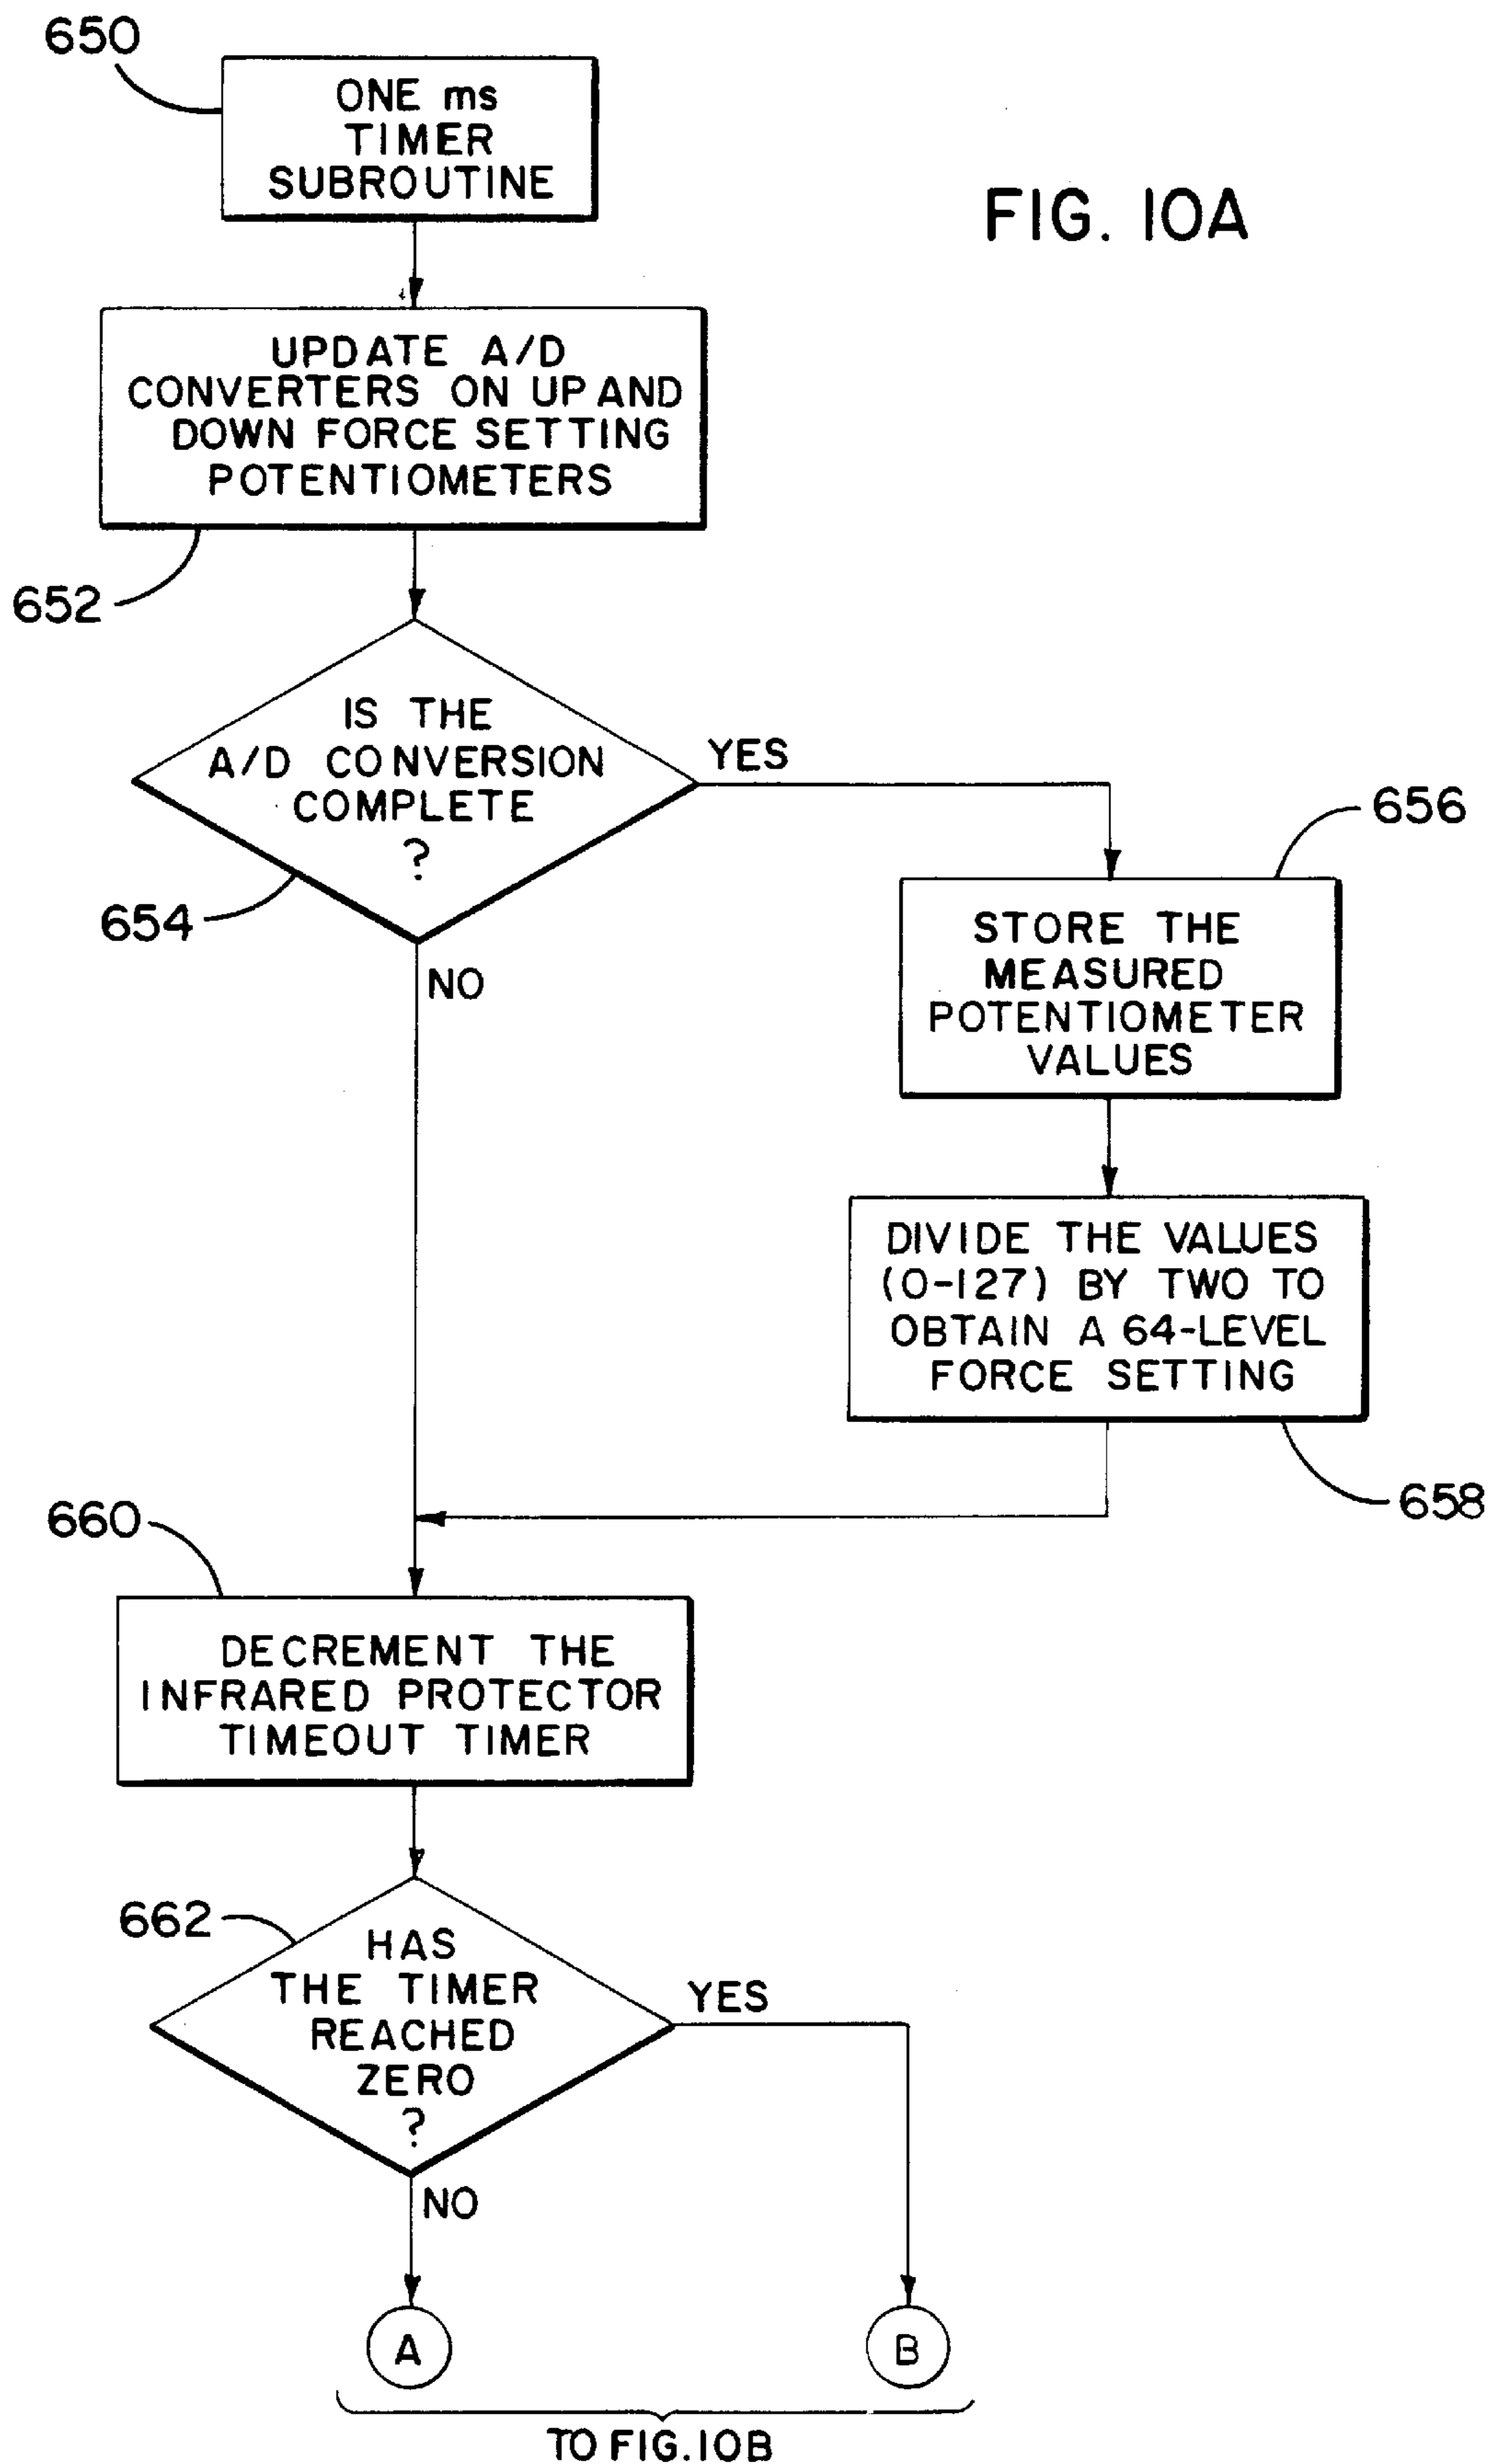 650
ONE ms
TIMER
SUBROUTINE
FIG. 10A
UPDATE A/D
CONVERTERS ON UP AND
DOWN FORCE SETTING
POTENTIOMETERS
652
IS THE
A/D CONVERSION
COMPLETE
?
YES
654
NO
656
STORE THE
MEASURED
POTENTIOMETER
VALUES
DIVIDE THE VALUES
(0-127) BY TWO TO
OBTAIN A 64-LEVEL
FORCE SETTING
658
660
DECREMENT THE
INFRARED PROTECTOR
TIMEOUT TIMER
662
HAS
THE TIMER
REACHED
ZERO
?
YES
NO
A
B
TO FIG. 10B